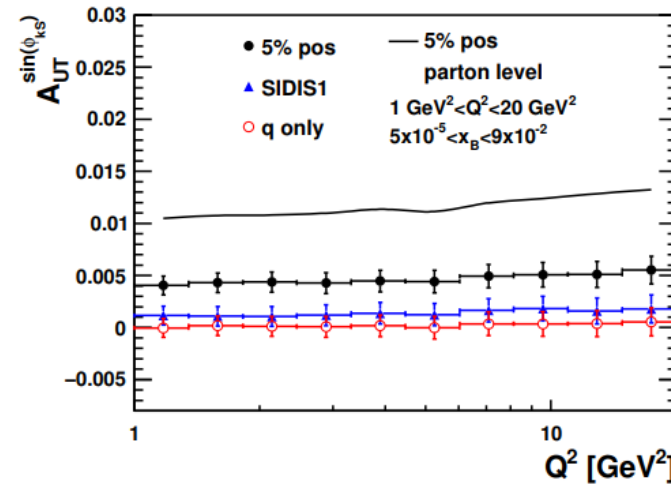 A_UT^sin(ϕ_kS)
0.03
0.025
0.02
0.015
0.01
0.005
0
−0.005
5% pos
SIDIS1
q only
5% pos
parton level
1 GeV²<Q²<20 GeV²
5x10⁻⁵<x_B<9x10⁻²
1
10
Q² [GeV²]